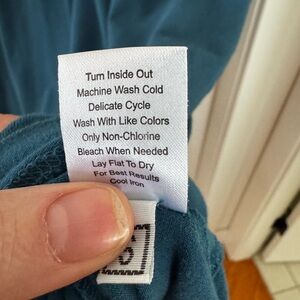 Turn Inside Out
Machine Wash Cold
Delicate Cycle
Wash With Like Colors
Only Non-Chlorine
Bleach When Needed
Lay Flat To Dry
For Best Results
Cool Iron